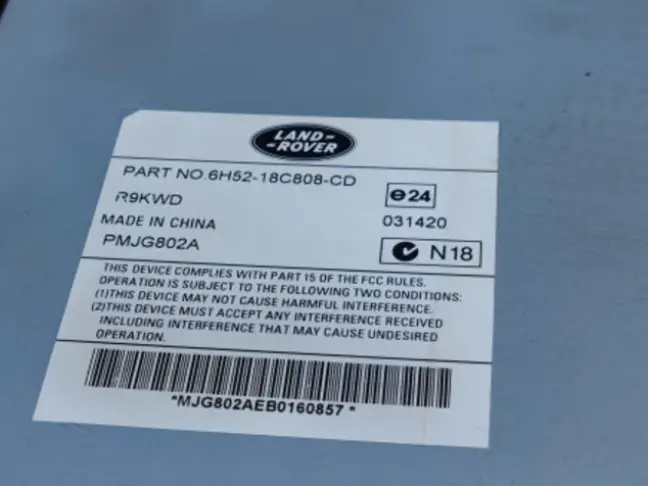 LAND-
-ROVER
PART NO.6H52-18C808-CD
e24
R9KWD
031420
MADE IN CHINA
PMJG802A
N18
THIS DEVICE COMPLIES WITH PART 15 OF THE FCC RULES.
OPERATION IS SUBJECT TO THE FOLLOWING TWO CONDITIONS:
(1)THIS DEVICE MAY NOT CAUSE HARMFUL INTERFERENCE.
(2)THIS DEVICE MUST ACCEPT ANY INTERFERENCE RECEIVED
INCLUDING INTERFERENCE THAT MAY CAUSE UNDESIRED
OPERATION.
*MJG802AEB0160857*